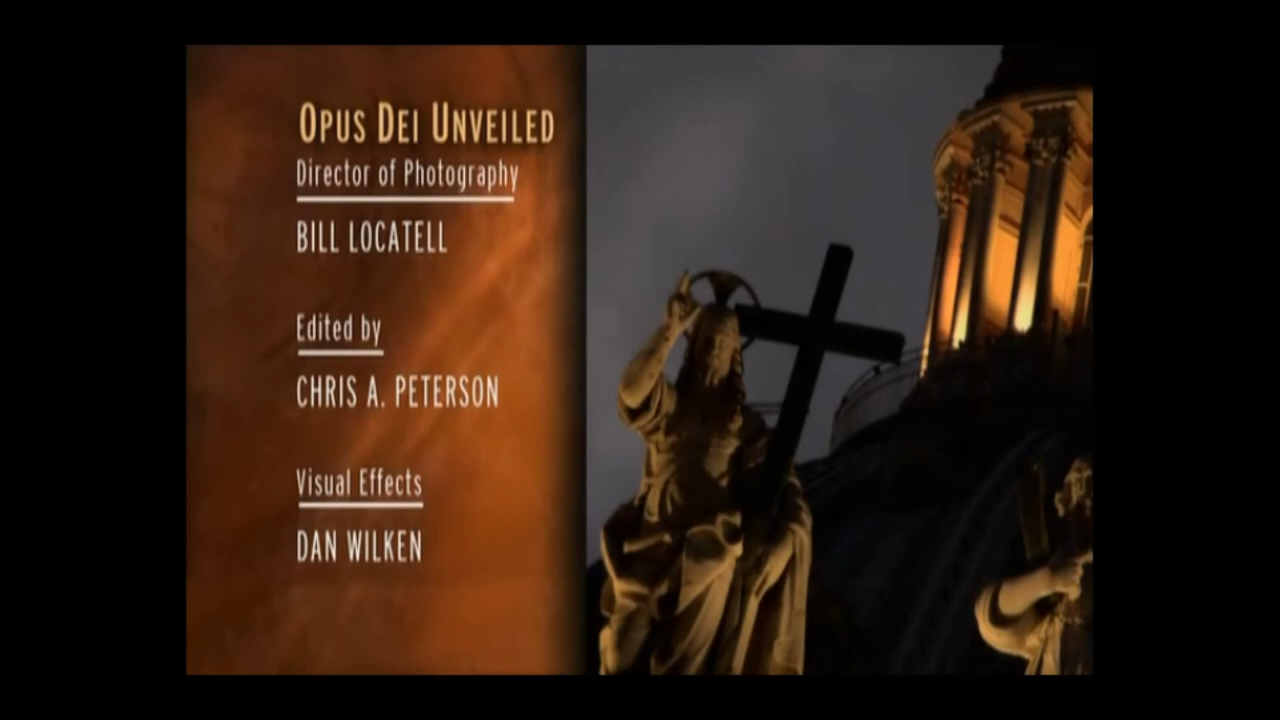 OPUS DEI UNVEILED
Director of Photography
BILL LOCATELL
Edited by
CHRIS A. PETERSON
Visual Effects
DAN WILKEN